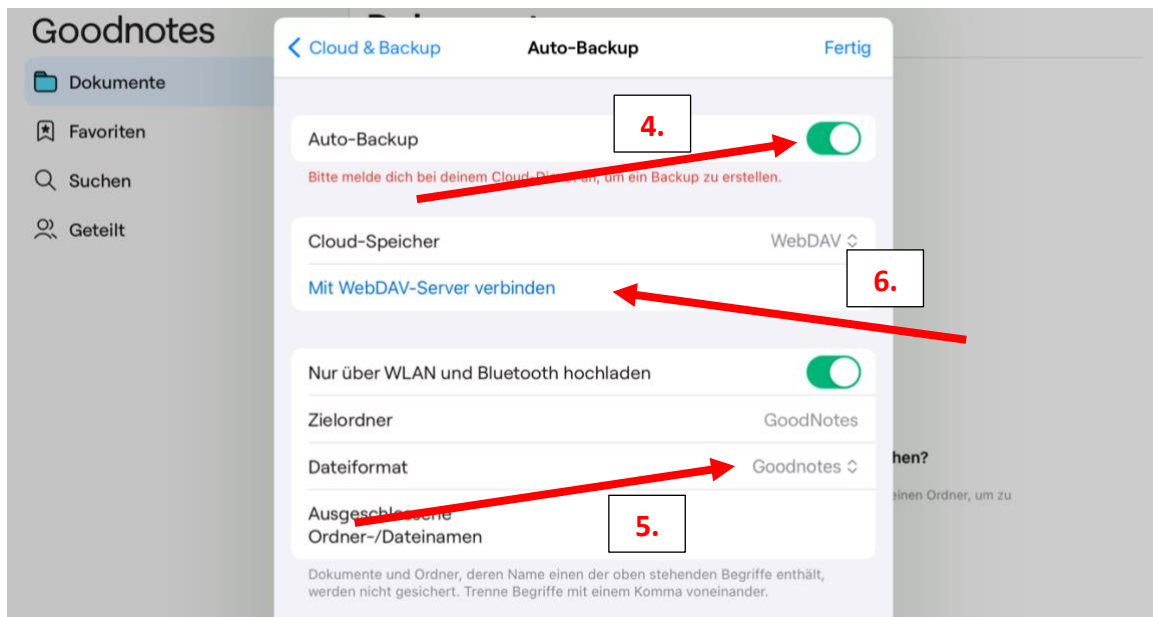 Goodnotes
Cloud & Backup
Auto-Backup
Fertig
Dokumente
Favoriten
Suchen
Geteilt
4.
Auto-Backup
Bitte melde dich bei deinem an, um ein Backup zu erstellen.
Cloud-Speicher
WebDAV
6.
Mit WebDAV-Server verbinden
Nur über WLAN und Bluetooth hochladen
Zielordner
GoodNotes
Dateiformat
Goodnotes
hen?
einen Ordner, um zu
5.
Ausgeschlossene
Ordner-/Dateinamen
Dokumente und Ordner, deren Name einen der oben stehenden Begriffe enthält,
werden nicht gesichert. Trenne Begriffe mit einem Komma voneinander.